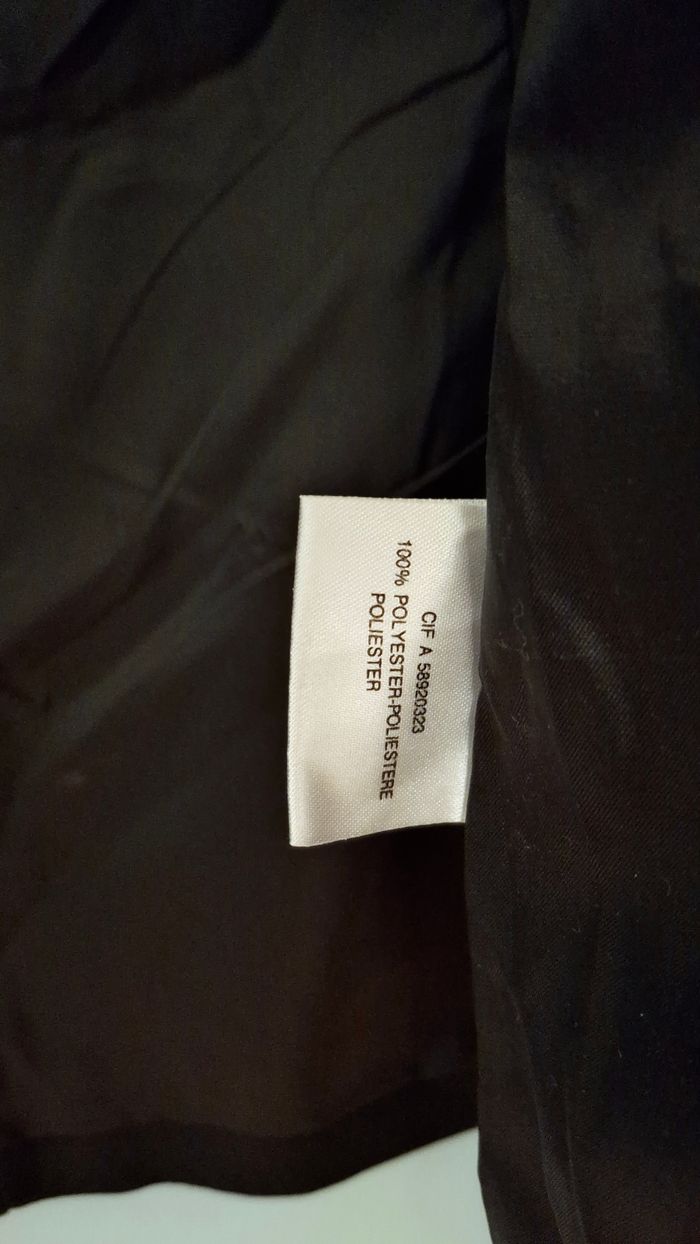 CIF A 58920323
100% POLYESTER-POLIESTERE
POLIESTER